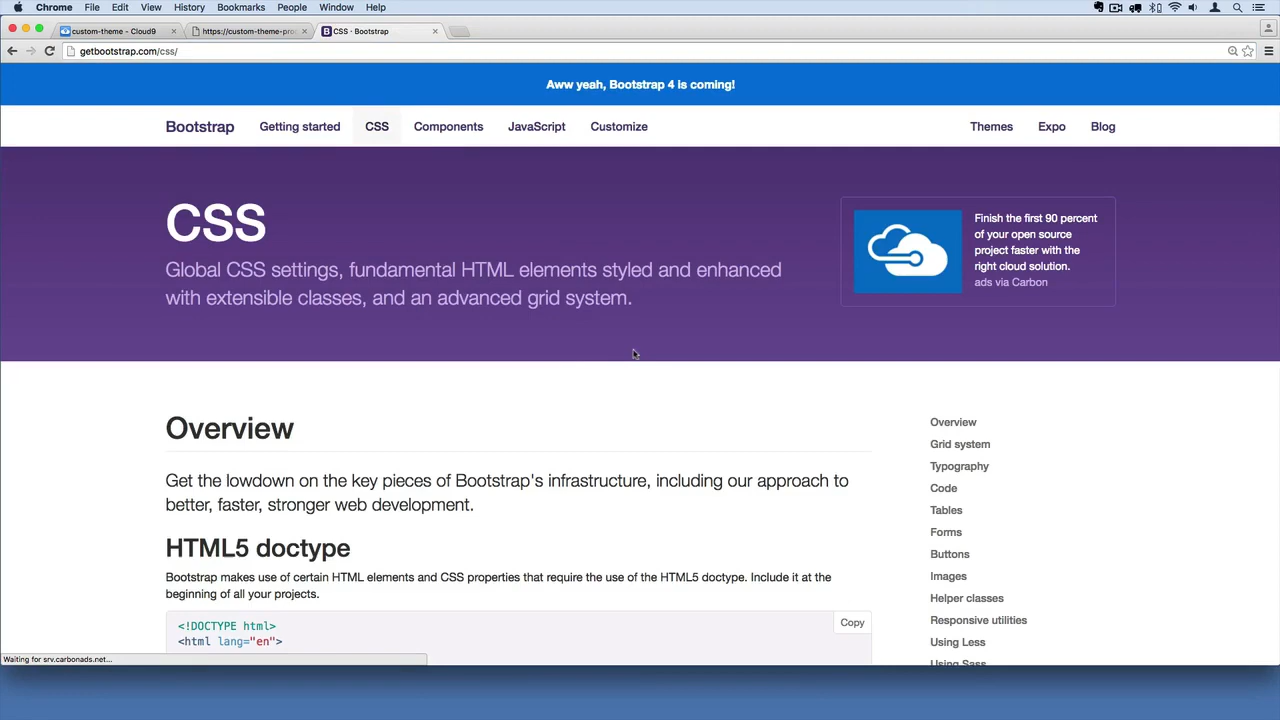 Chrome File Edit View History Bookmarks People Window Help
custom-theme - Cloud9
https://custom-theme-pro
CSS · Bootstrap
getbootstrap.com/css/
Aww yeah, Bootstrap 4 is coming!
Bootstrap Getting started CSS Components JavaScript Customize Themes Expo Blog
CSS
Global CSS settings, fundamental HTML elements styled and enhanced
with extensible classes, and an advanced grid system.
Finish the first 90 percent
of your open source
project faster with the
right cloud solution.
ads via Carbon
Overview
Get the lowdown on the key pieces of Bootstrap's infrastructure, including our approach to
better, faster, stronger web development.
HTML5 doctype
Bootstrap makes use of certain HTML elements and CSS properties that require the use of the HTML5 doctype. Include it at the
beginning of all your projects.
Copy
<!DOCTYPE html>
<html lang="en">
Overview
Grid system
Typography
Code
Tables
Forms
Buttons
Images
Helper classes
Responsive utilities
Using Less
Using Sass
Waiting for srv.carbonads.net...